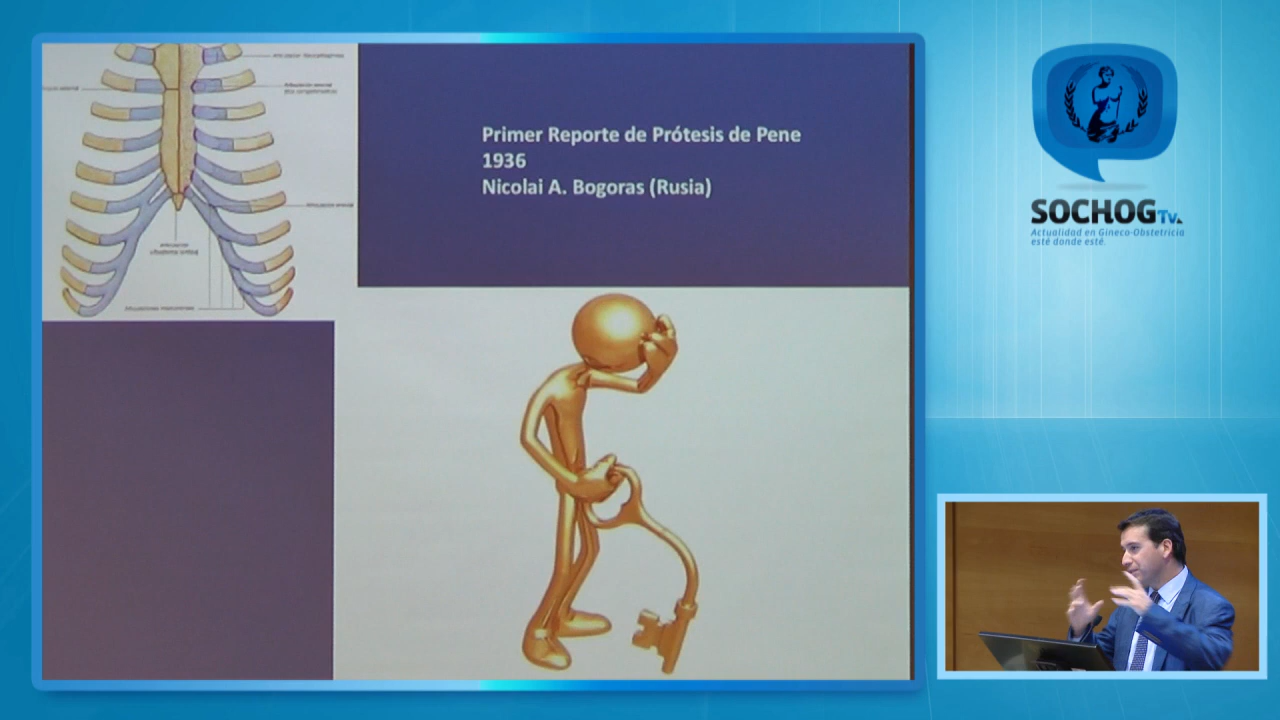 Primer Reporte de Prótesis de Pene
1936
Nicolai A. Bogoras (Rusia)
SOCHOG Tv.
Actualidad en Gineco-Obstetricia
esté donde esté.